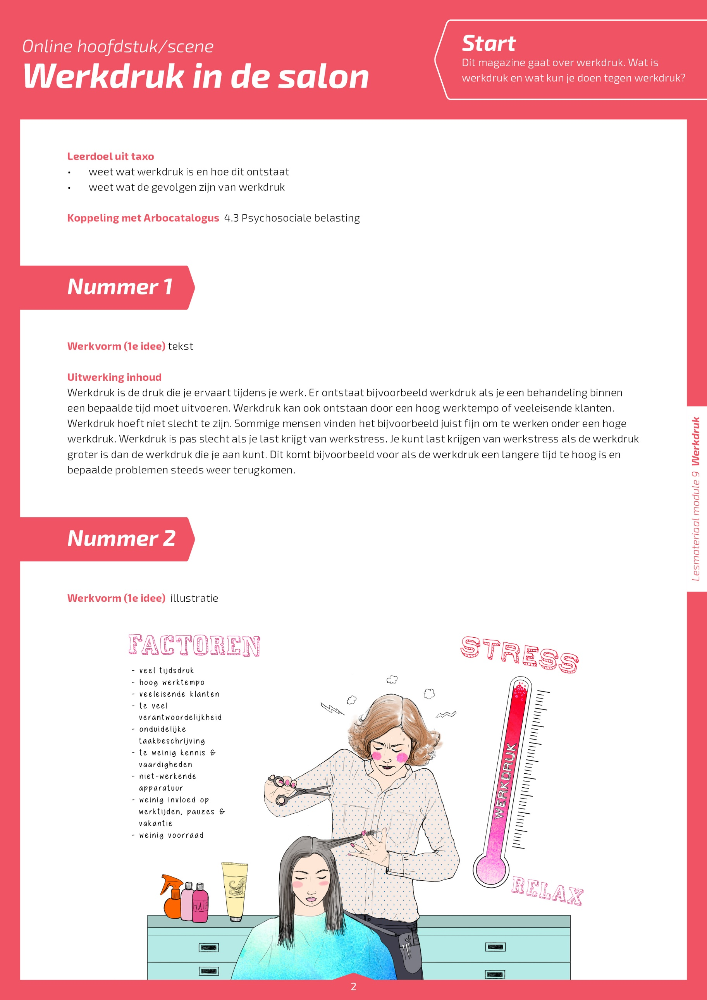 Online hoofdstuk/scene
Werkdruk in de salon
Start
Dit magazine gaat over werkdruk. Wat is
werkdruk en wat kun je doen tegen werkdruk?
Leerdoel uit taxo
• weet wat werkdruk is en hoe dit ontstaat
• weet wat de gevolgen zijn van werkdruk
Koppeling met Arbocatalogus 4.3 Psychosociale belasting
Nummer 1
Werkvorm (1e idee) tekst
Uitwerking inhoud
Werkdruk is de druk die je ervaart tijdens je werk. Er ontstaat bijvoorbeeld werkdruk als je een behandeling binnen
een bepaalde tijd moet uitvoeren. Werkdruk kan ook ontstaan door een hoog werktempo of veeleisende klanten.
Werkdruk hoeft niet slecht te zijn. Sommige mensen vinden het bijvoorbeeld juist fijn om te werken onder een hoge
werkdruk. Werkdruk is pas slecht als je last krijgt van werkstress. Je kunt last krijgen van werkstress als de werkdruk
groter is dan de werkdruk die je aan kunt. Dit komt bijvoorbeeld voor als de werkdruk een langere tijd te hoog is en
bepaalde problemen steeds weer terugkomen.
Lesmateriaal module 9 Werkdruk
Nummer 2
Werkvorm (1e idee) illustratie
FACTOREN
- veel tijdsdruk
- hoog werktempo
- veeleisende klanten
- te veel
verantwoordelijkheid
- onduidelijke
taakbeschrijving
- te weinig kennis &
vaardigheden
- niet-werkende
apparatuur
- weinig invloed op
werktijden, pauzes &
vakantie
- weinig voorraad
STRESS
WERKDRUK
RELAX
HAIR
2